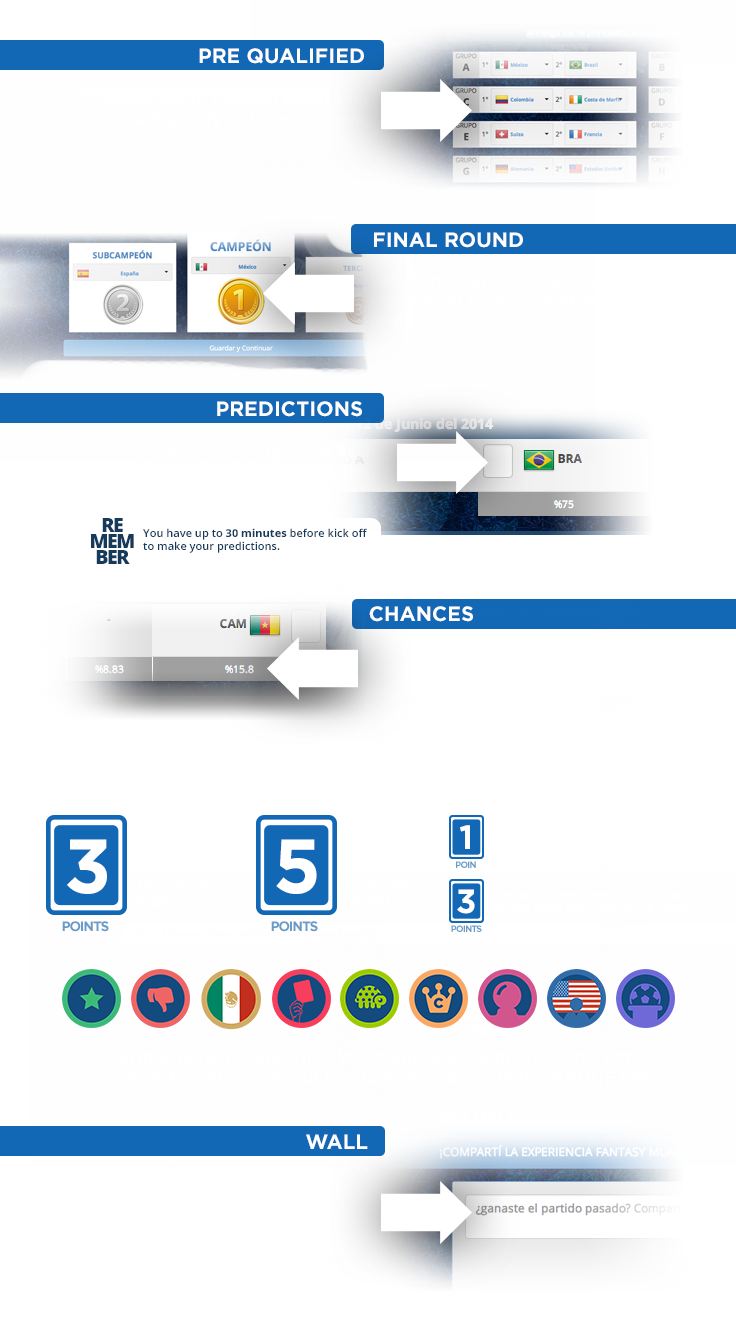 PRE QUALIFIED
GRUPO A 1° México 2° Brasil B
GRUPO C 1° Colombia 2° Costa de Marfil D
GRUPO E 1° Suiza 2° Francia F
GRUPO G 1° Alemania 2° Estados Unidos
FINAL ROUND
SUBCAMPEÓN
España
2
CAMPEÓN
México
1
Guardar y Continuar
PREDICTIONS
de Junio del 2014
BRA
%75
RE
MEM
BER
You have up to 30 minutes before kick off
to make your predictions.
CHANCES
CAM
%8.83 %15.8
3
POINTS
5
POINTS
1
POIN
3
POINTS
WALL
¡COMPARTÍ LA EXPERIENCIA FANTASY
¿ganaste el partido pasado?